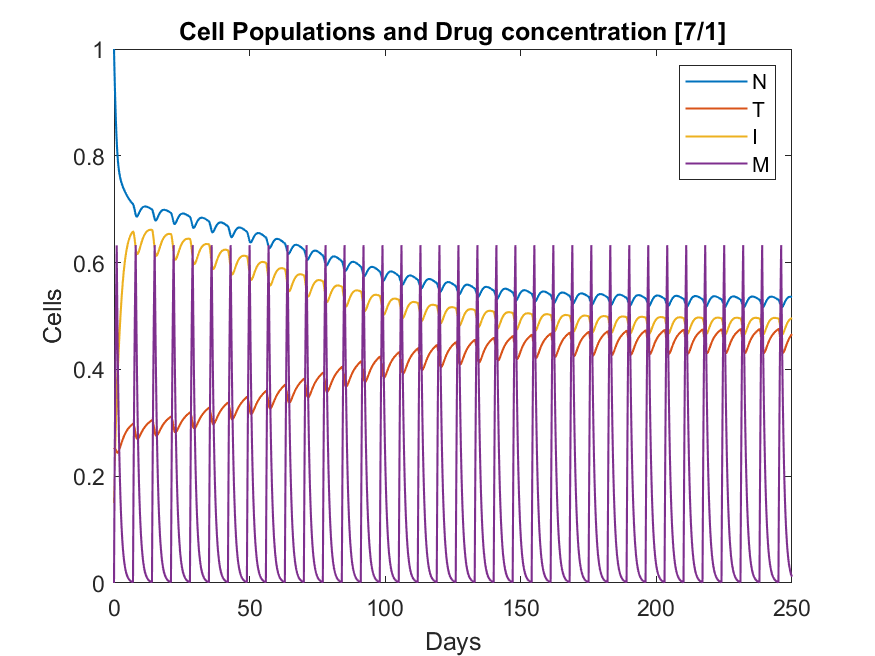 Cell Populations and Drug concentration [7/1]
1
0.8
0.6
0.4
0.2
0
Cells
N
T
I
M
0
50
100
150
200
250
Days